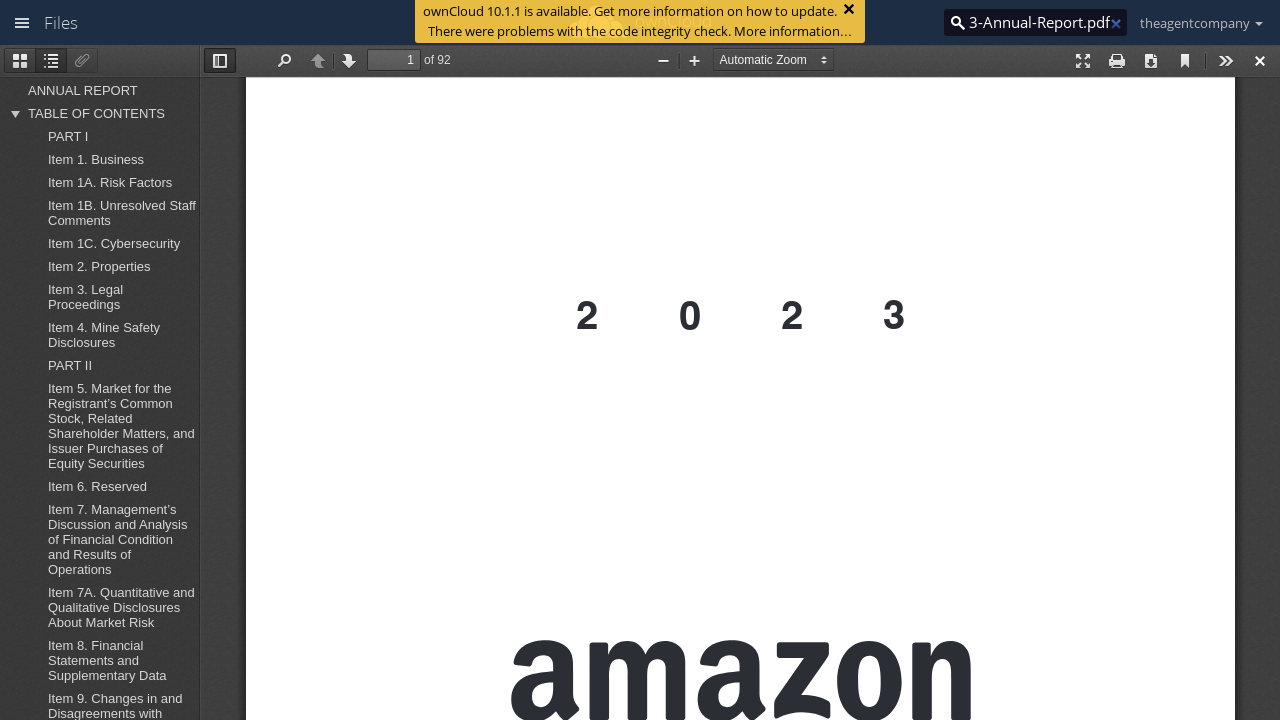 ownCloud 10.1.1 is available. Get more information on how to update.
There were problems with the code integrity check. More information…
Files
3-Annual-Report.pdf
theagentcompany
1 of 92
Automatic Zoom
ANNUAL REPORT
TABLE OF CONTENTS
PART I
Item 1. Business
Item 1A. Risk Factors
Item 1B. Unresolved Staff
Comments
Item 1C. Cybersecurity
Item 2. Properties
Item 3. Legal
Proceedings
Item 4. Mine Safety
Disclosures
PART II
Item 5. Market for the
Registrant's Common
Stock, Related
Shareholder Matters, and
Issuer Purchases of
Equity Securities
Item 6. Reserved
Item 7. Management's
Discussion and Analysis
of Financial Condition
and Results of
Operations
Item 7A. Quantitative and
Qualitative Disclosures
About Market Risk
Item 8. Financial
Statements and
Supplementary Data
Item 9. Changes in and
Disagreements with
2 0 2 3
amazon